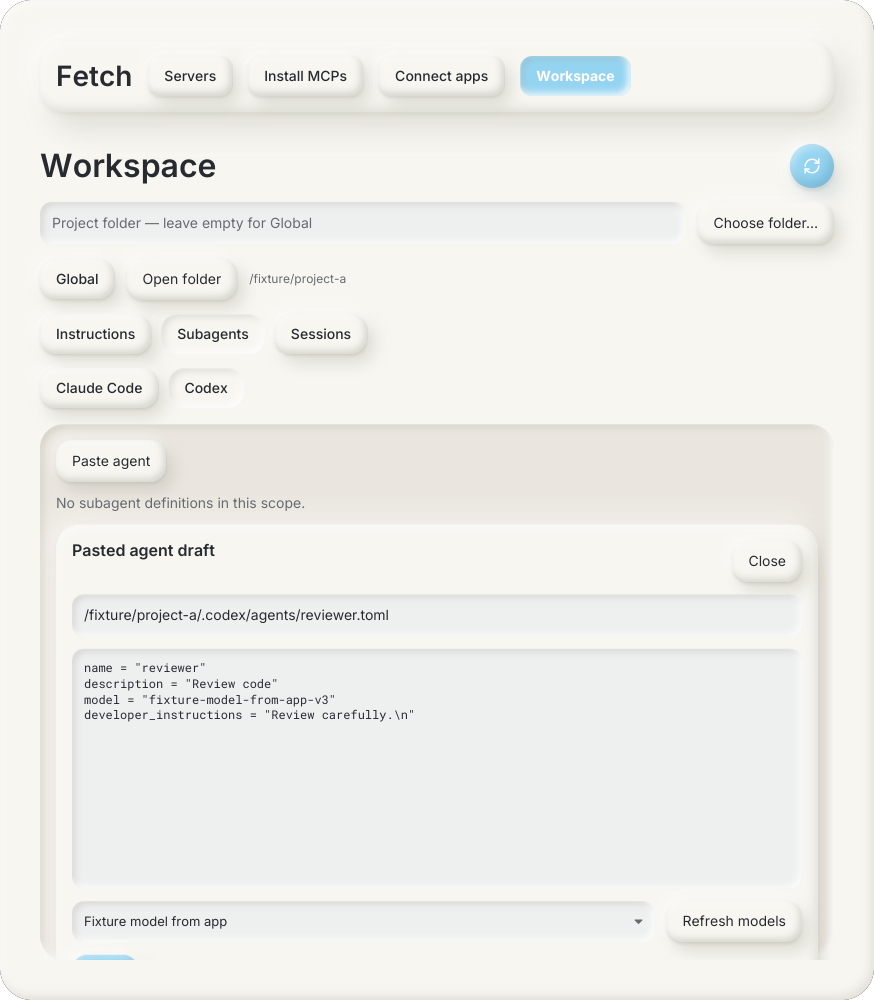 Fetch Servers Install MCPs Connect apps Workspace
Workspace
Project folder — leave empty for Global Choose folder...
Global Open folder /fixture/project-a
Instructions Subagents Sessions
Claude Code Codex
Paste agent
No subagent definitions in this scope.
Pasted agent draft
Close
/fixture/project-a/.codex/agents/reviewer.toml
name = "reviewer"
description = "Review code"
model = "fixture-model-from-app-v3"
developer_instructions = "Review carefully.\n"
Fixture model from app Refresh models